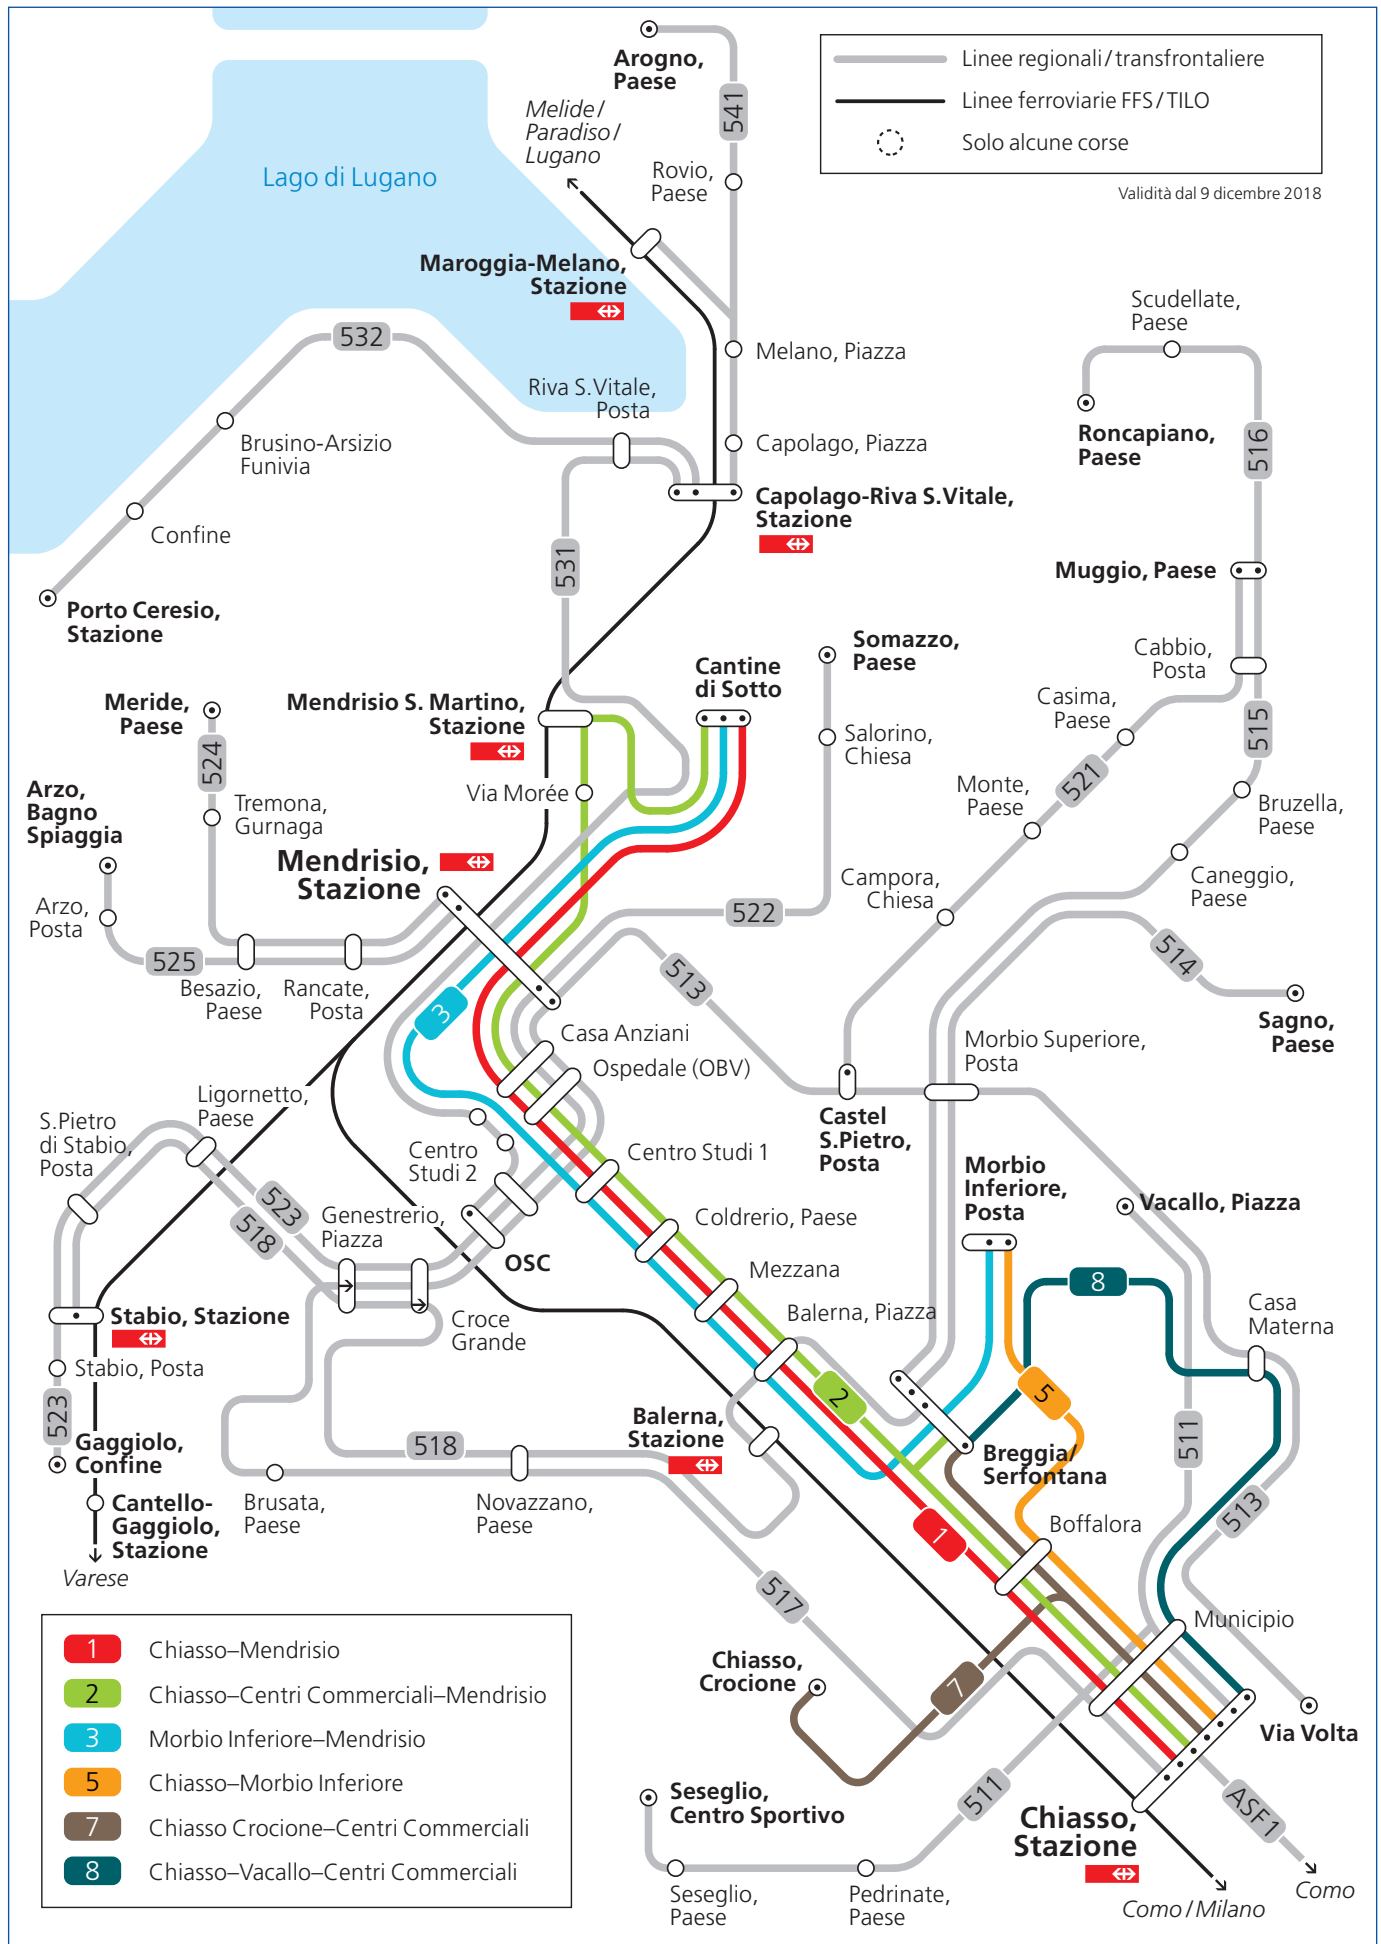 Arogno,
Paese
541
Linee regionali/transfrontaliere
Linee ferroviarie FFS/TILO
Solo alcune corse
Validità dal 9 dicembre 2018
Melide/
Paradiso/
Lugano
Lago di Lugano
Rovio,
Paese
Maroggia-Melano,
Stazione
Scudellate,
Paese
532
Melano, Piazza
Riva S.Vitale,
Posta
Roncapiano,
Paese
516
Brusino-Arsizio
Funivia
Capolago, Piazza
Capolago-Riva S.Vitale,
Stazione
Confine
531
Muggio, Paese
Porto Ceresio,
Stazione
Somazzo,
Paese
Cabbio,
Posta
Cantine
di Sotto
Meride,
Paese
Mendrisio S. Martino,
Stazione
Casima,
Paese
515
524
Salorino,
Chiesa
521
Arzo,
Bagno
Spiaggia
Tremona,
Gurnaga
Via Morée
Monte,
Paese
Bruzella,
Paese
Mendrisio,
Stazione
Campora,
Chiesa
Caneggio,
Paese
Arzo,
Posta
522
525
513
514
Besazio,
Paese
Rancate,
Posta
3
Sagno,
Paese
Casa Anziani
Ospedale (OBV)
Morbio Superiore,
Posta
Ligornetto,
Paese
S.Pietro
di Stabio,
Posta
Castel
S.Pietro,
Posta
Centro
Studi 2
Centro Studi 1
Morbio
Inferiore,
Posta
Vacallo, Piazza
523
518
Genestrerio,
Piazza
Coldrerio, Paese
OSC
Mezzana
8
Stabio, Stazione
Croce
Grande
Balerna, Piazza
Casa
Materna
Stabio, Posta
2
5
523
Gaggiolo,
Confine
518
Balerna,
Stazione
Breggia/
Serfontana
511
Cantello-
Gaggiolo,
Stazione
Varese
Brusata,
Paese
Novazzano,
Paese
1
Boffalora
513
517
Municipio
Chiasso,
Crocione
7
Via Volta
1 Chiasso–Mendrisio
2 Chiasso–Centri Commerciali–Mendrisio
3 Morbio Inferiore–Mendrisio
5 Chiasso–Morbio Inferiore
7 Chiasso Crocione–Centri Commerciali
8 Chiasso–Vacallo–Centri Commerciali
Seseglio,
Centro Sportivo
511
Chiasso,
Stazione
ASF1
Seseglio,
Paese
Pedrinate,
Paese
Como/Milano
Como